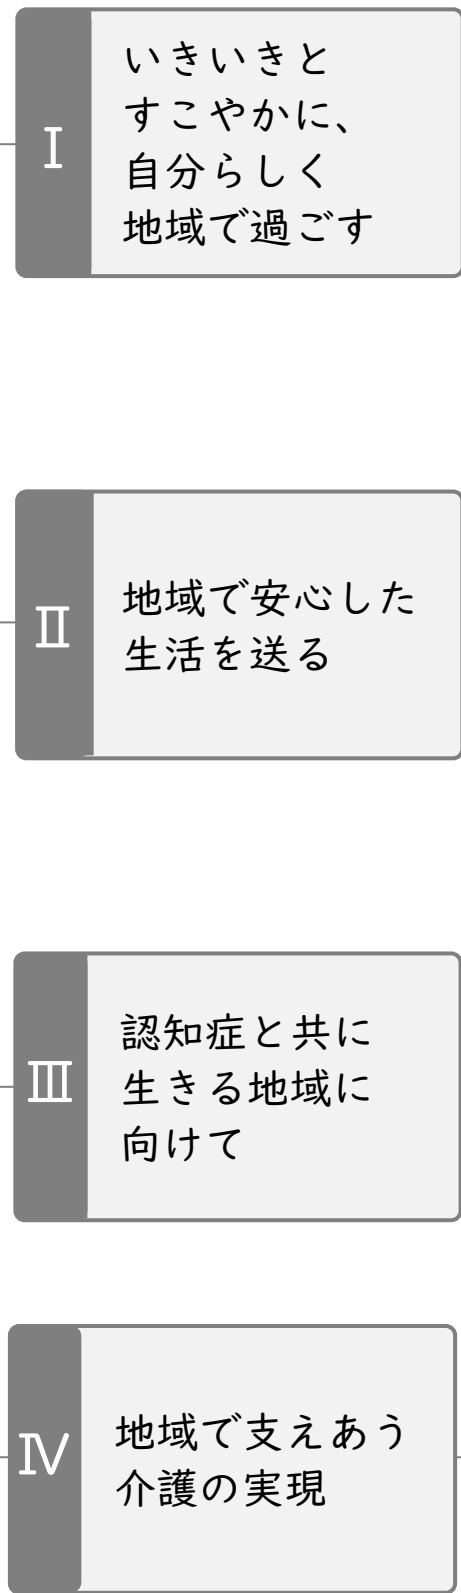 Ⅰ
いきいきと
すこやかに、
自分らしく
地域で過ごす
Ⅱ
地域で安心した
生活を送る
Ⅲ
認知症と共に
生きる地域に
向けて
Ⅳ
地域で支えあう
介護の実現